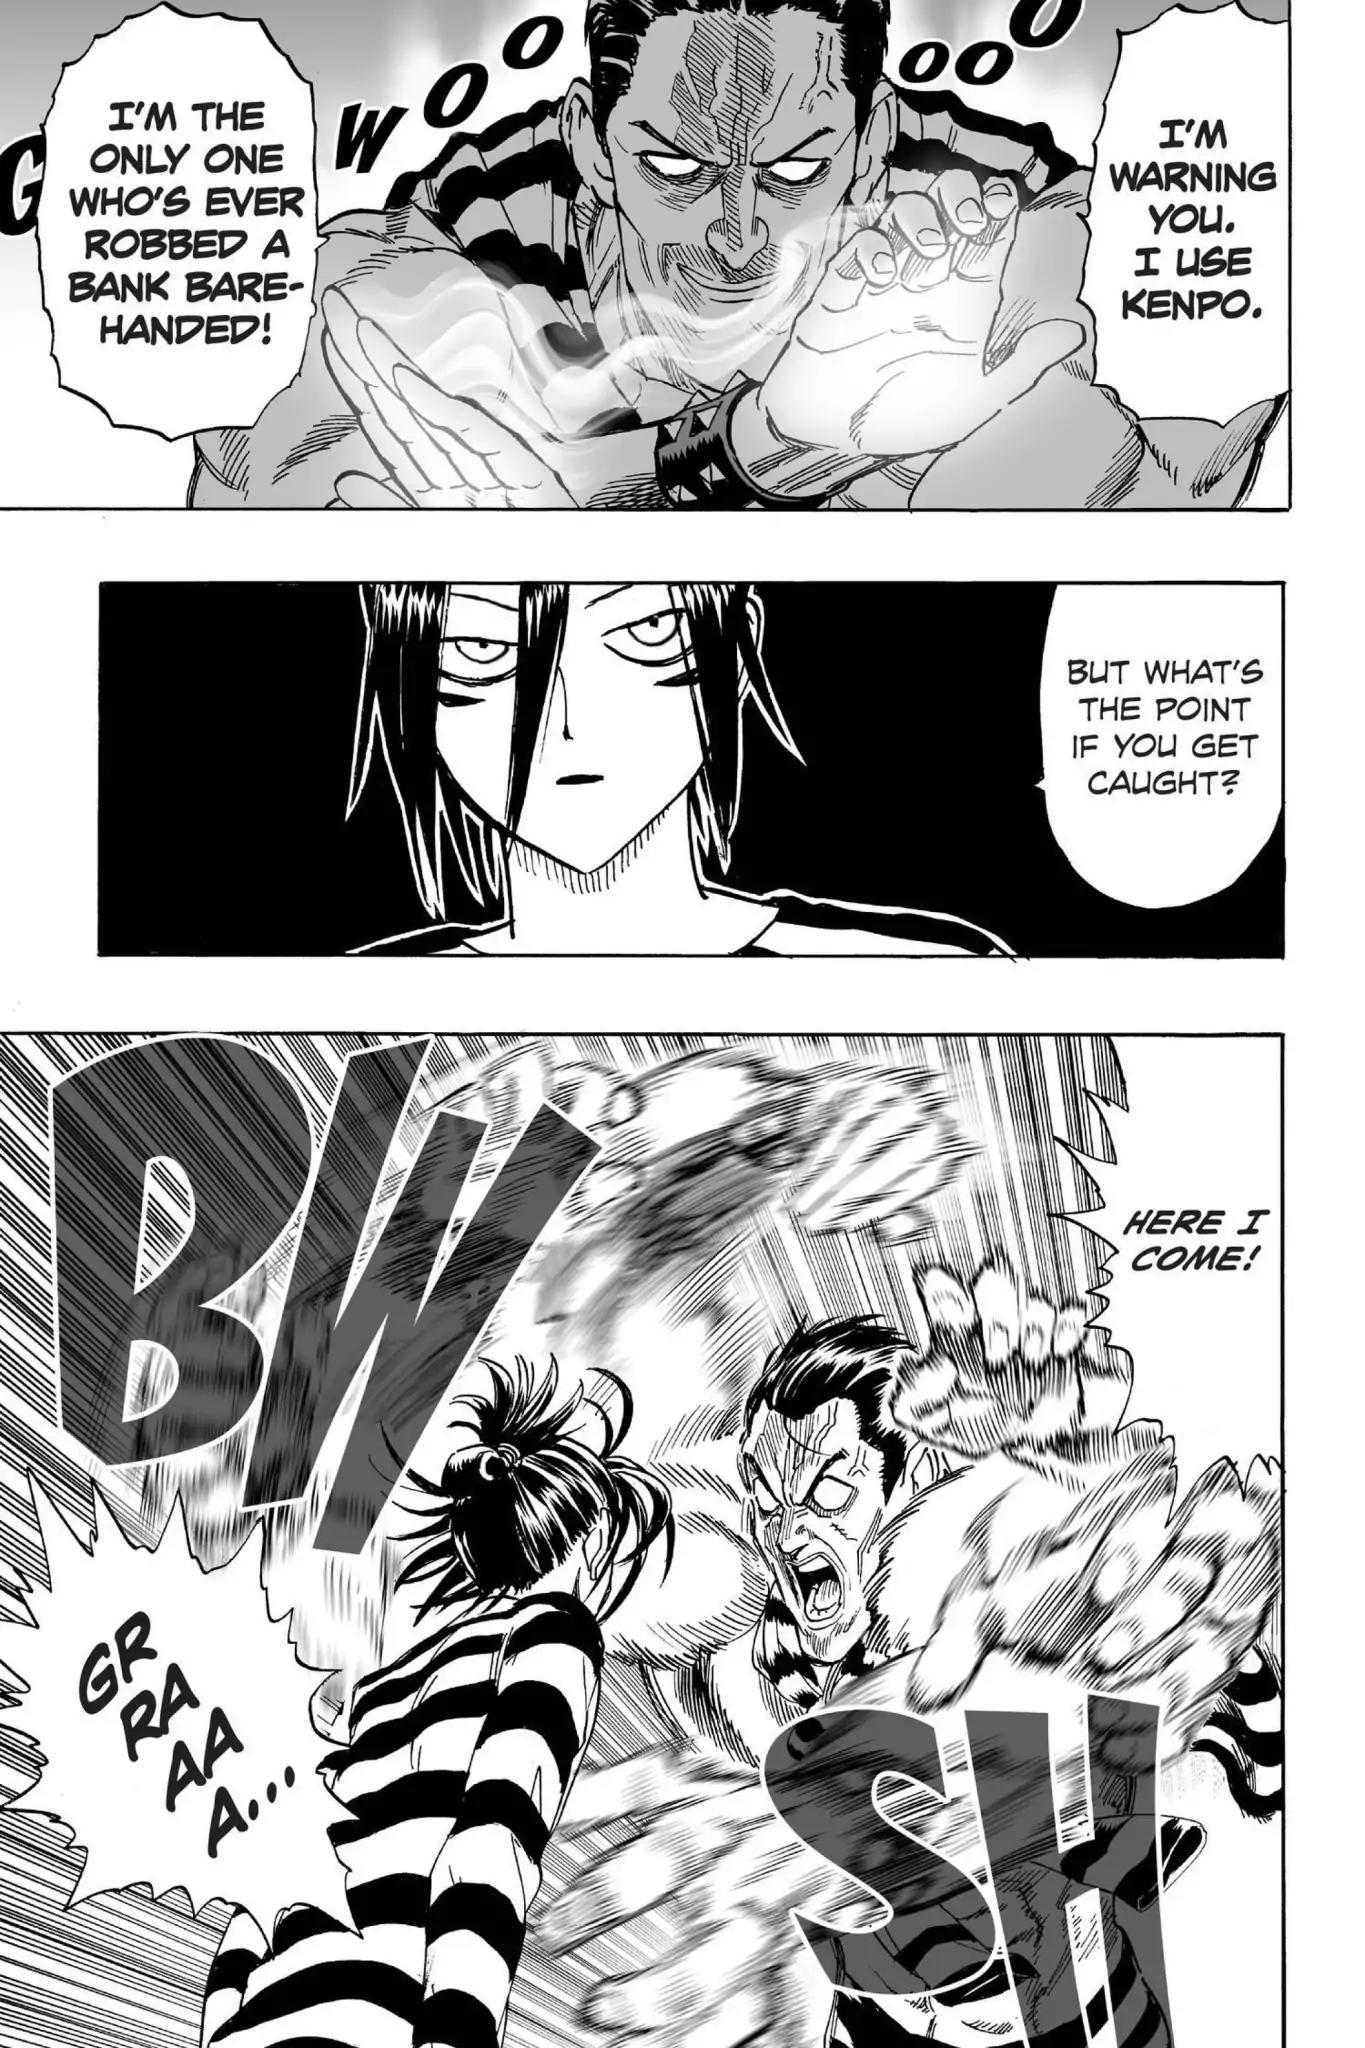 I'M
WARNING
YOU.
I USE
KENPO.
GWOOOOOO
I'M THE
ONLY ONE
WHO'S EVER
ROBBED A
BANK BARE-
HANDED!
BUT WHAT'S
THE POINT
IF YOU GET
CAUGHT?
HERE I
COME!
BW
SH
GR
RA
AA
A...